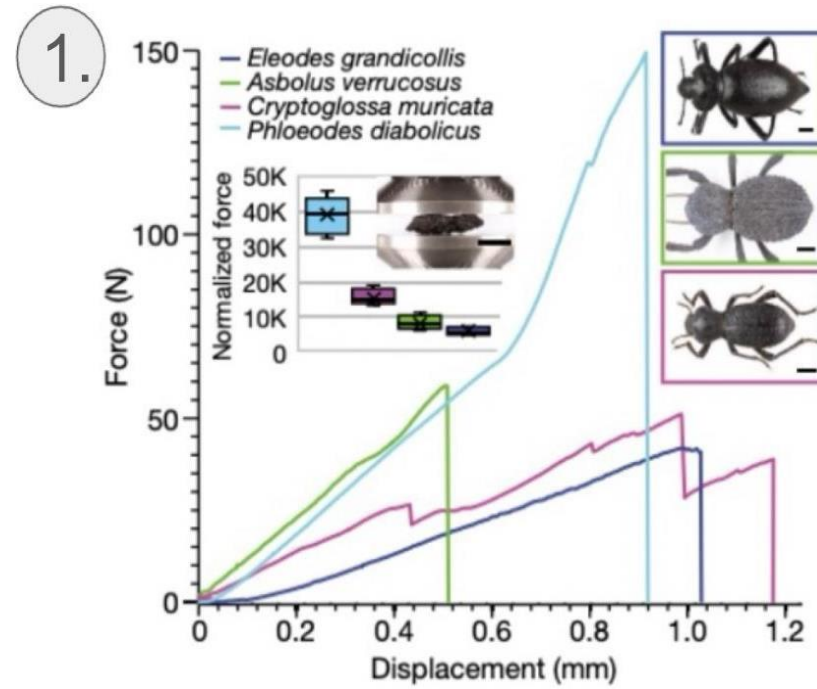 1.
Eleodes grandicollis
Asbolus verrucosus
Cryptoglossa muricata
Phloeodes diabolicus
150
100
50
0
Force (N)
Normalized force
50K
40K
30K
20K
10K
0
0 0.2 0.4 0.6 0.8 1.0 1.2
Displacement (mm)